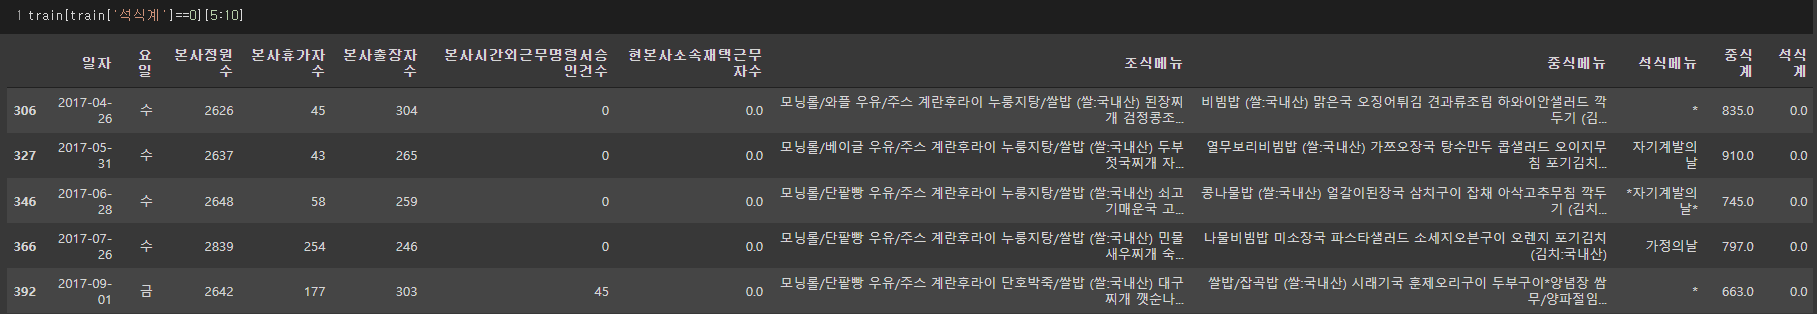 1 train[train['석식계']==0][5:10]
일자 요일 본사정원수 본사휴가자수 본사출장자수 본사시간외근무명령서승인건수 현본사소속재택근무자수 조식메뉴 중식메뉴 석식메뉴 중식계 석식계
306 2017-04-26 수 2626 45 304 0 0.0 모닝롤/와플 우유/주스 계란후라이 누룽지탕/쌀밥 (쌀:국내산) 된장찌개 검정콩조... 비빔밥 (쌀:국내산) 맑은국 오징어튀김 견과류조림 하와이안샐러드 깍두기 (김... * 835.0 0.0
327 2017-05-31 수 2637 43 265 0 0.0 모닝롤/베이글 우유/주스 계란후라이 누룽지탕/쌀밥 (쌀:국내산) 두부젓국찌개 자... 열무보리비빔밥 (쌀:국내산) 가쯔오장국 탕수만두 콥샐러드 오이지무침 포기김치... 자기계발의날 910.0 0.0
346 2017-06-28 수 2648 58 259 0 0.0 모닝롤/단팥빵 우유/주스 계란후라이 누룽지탕/쌀밥 (쌀:국내산) 쇠고기매운국 고... 콩나물밥 (쌀:국내산) 얼갈이된장국 삼치구이 잡채 아삭고추무침 깍두기 (김치... *자기계발의날* 745.0 0.0
366 2017-07-26 수 2839 254 246 0 0.0 모닝롤/단팥빵 우유/주스 계란후라이 누룽지탕/쌀밥 (쌀:국내산) 민물새우찌개 숙... 나물비빔밥 미소장국 파스타샐러드 소세지오븐구이 오렌지 포기김치 (김치:국내산) 가정의날 797.0 0.0
392 2017-09-01 금 2642 177 303 45 0.0 모닝롤/단팥빵 우유/주스 계란후라이 단호박죽/쌀밥 (쌀:국내산) 대구찌개 깻순나... 쌀밥/잡곡밥 (쌀:국내산) 시래기국 훈제오리구이 두부구이*양념장 쌈무/양파절임... * 663.0 0.0